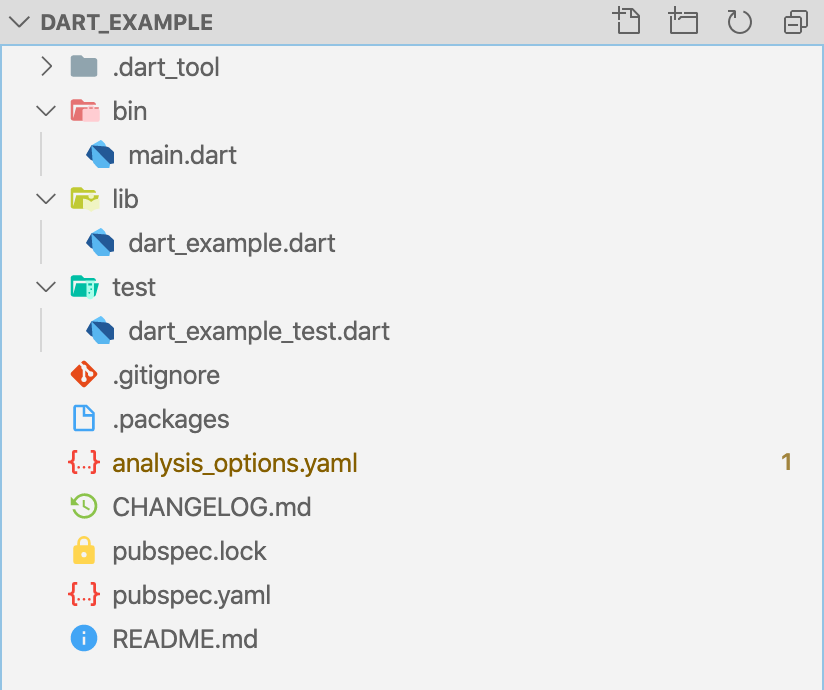 DART_EXAMPLE
.dart_tool
bin
main.dart
lib
dart_example.dart
test
dart_example_test.dart
.gitignore
.packages
analysis_options.yaml 1
CHANGELOG.md
pubspec.lock
pubspec.yaml
README.md